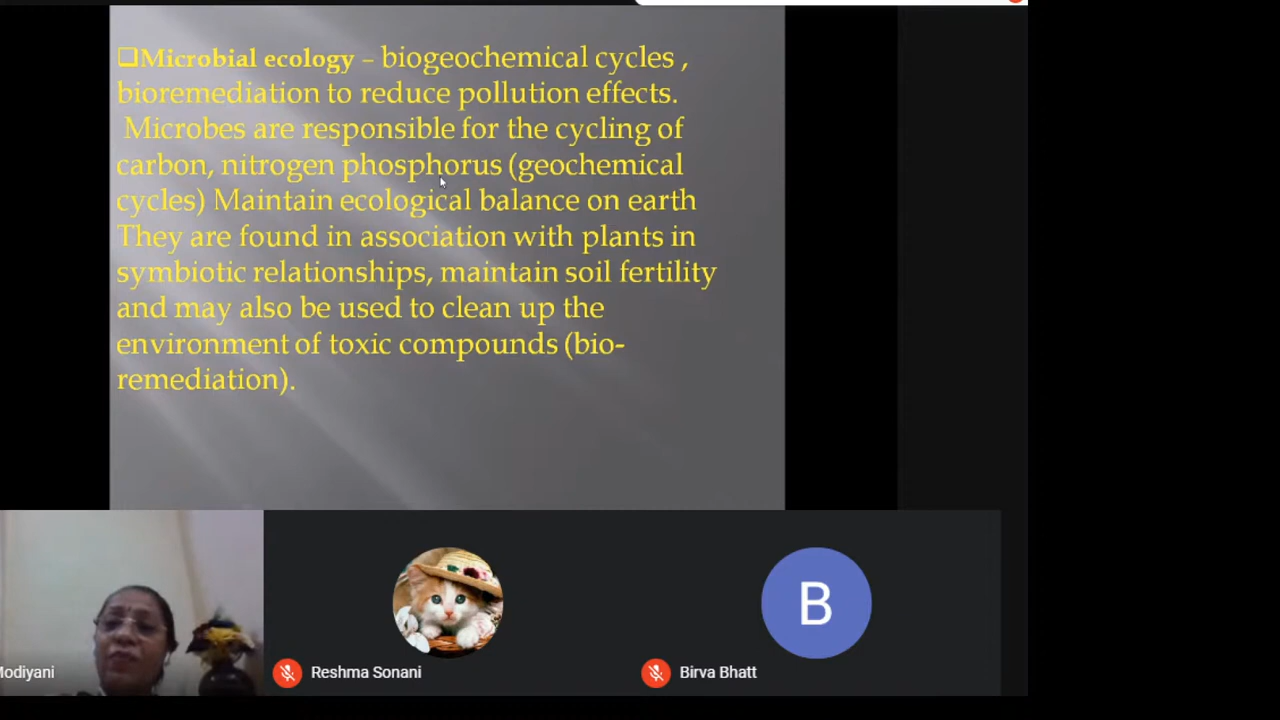 ❑Microbial ecology – biogeochemical cycles ,
bioremediation to reduce pollution effects.
Microbes are responsible for the cycling of
carbon, nitrogen phosphorus (geochemical
cycles) Maintain ecological balance on earth
They are found in association with plants in
symbiotic relationships, maintain soil fertility
and may also be used to clean up the
environment of toxic compounds (bio-
remediation).
Modiyani
Reshma Sonani
B
Birva Bhatt